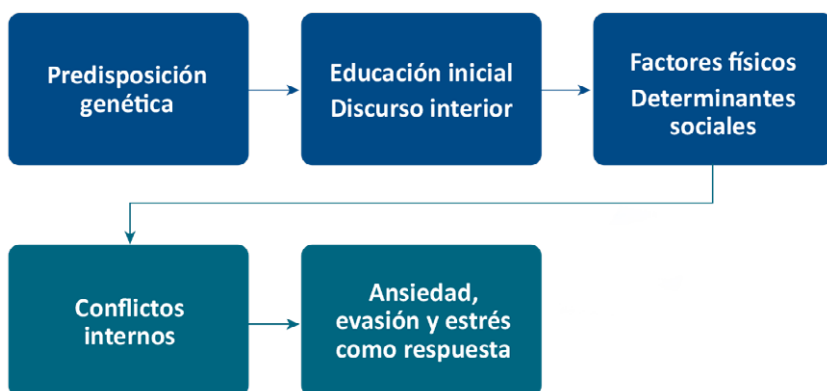 Predisposición
genética
Educación inicial
Discurso interior
Factores físicos
Determinantes
sociales
Conflictos
internos
Ansiedad,
evasión y estrés
como respuesta